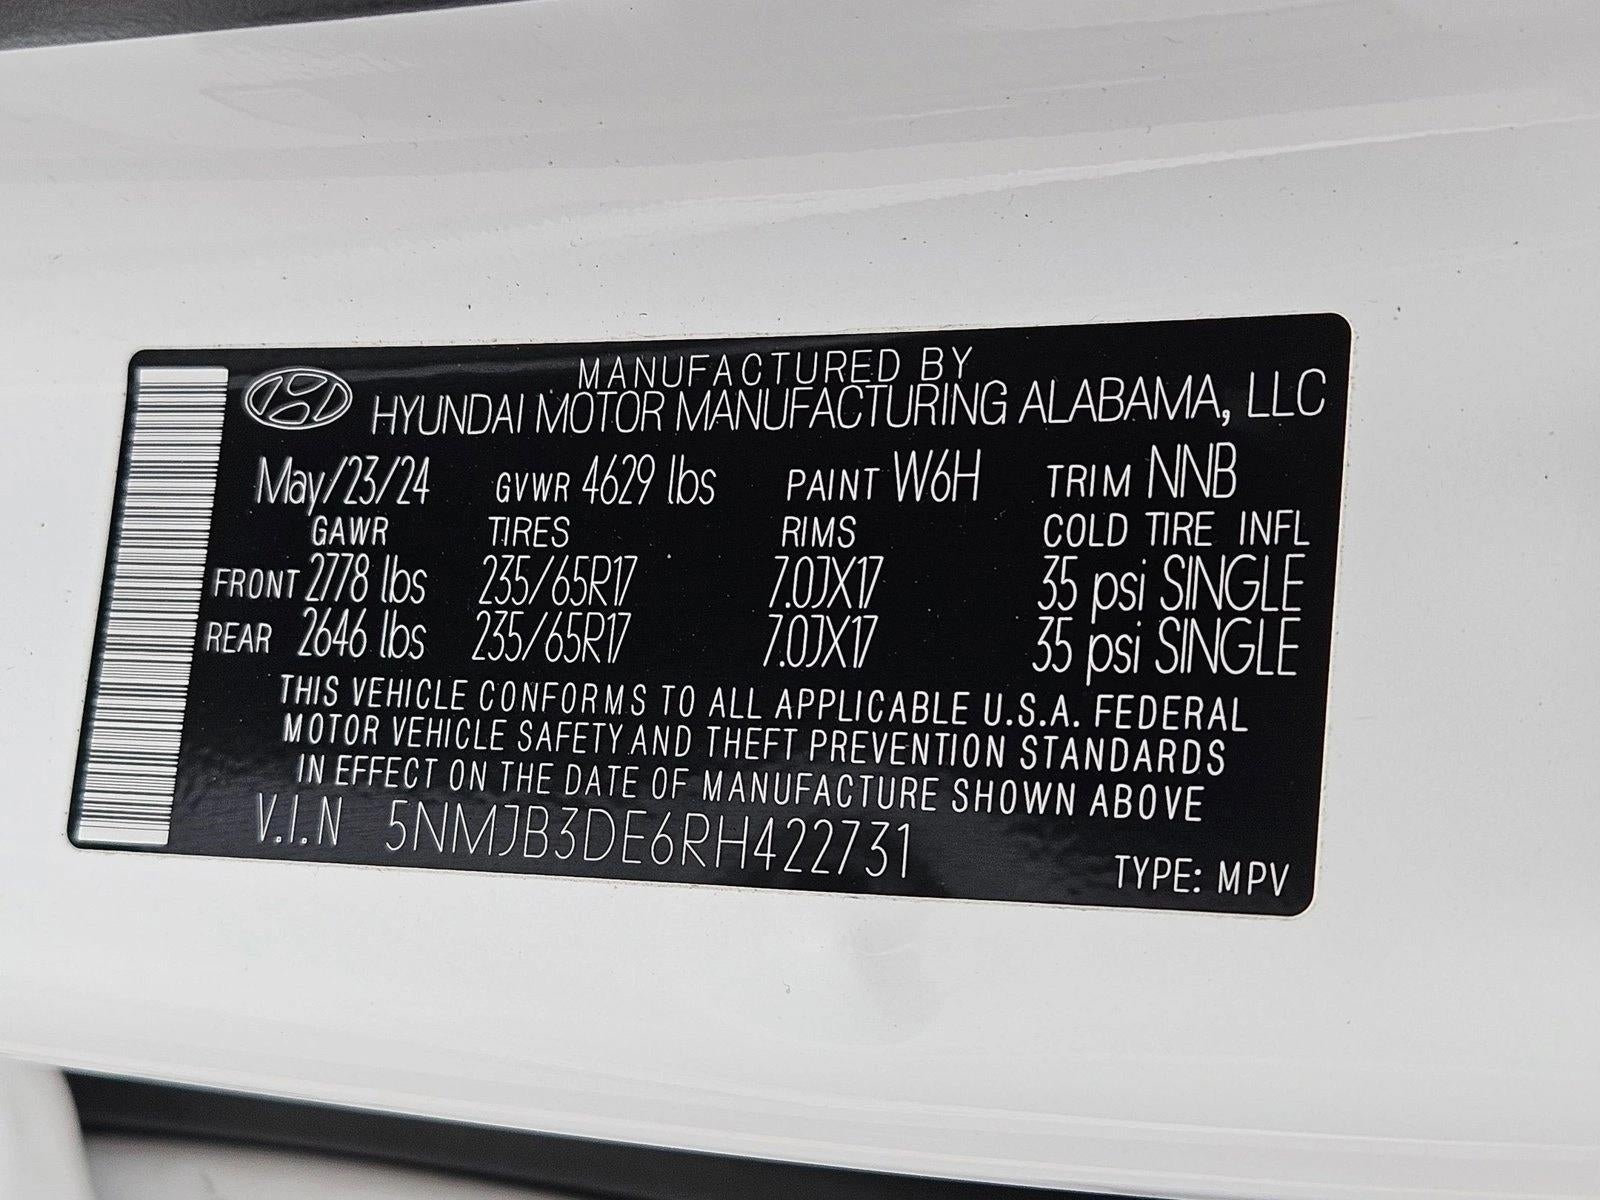 MANUFACTURED BY
HYUNDAI MOTOR MANUFACTURING ALABAMA, LLC
May/23/24 GVWR 4629 lbs PAINT W6H TRIM NNB
GAWR TIRES RIMS COLD TIRE INFL
FRONT 2778 lbs 235/65R17 7.0JX17 35 psi SINGLE
REAR 2646 lbs 235/65R17 7.0JX17 35 psi SINGLE
THIS VEHICLE CONFORMS TO ALL APPLICABLE U.S.A. FEDERAL
MOTOR VEHICLE SAFETY AND THEFT PREVENTION STANDARDS
IN EFFECT ON THE DATE OF MANUFACTURE SHOWN ABOVE
V.I.N 5NMJB3DE6RH422731
TYPE: MPV